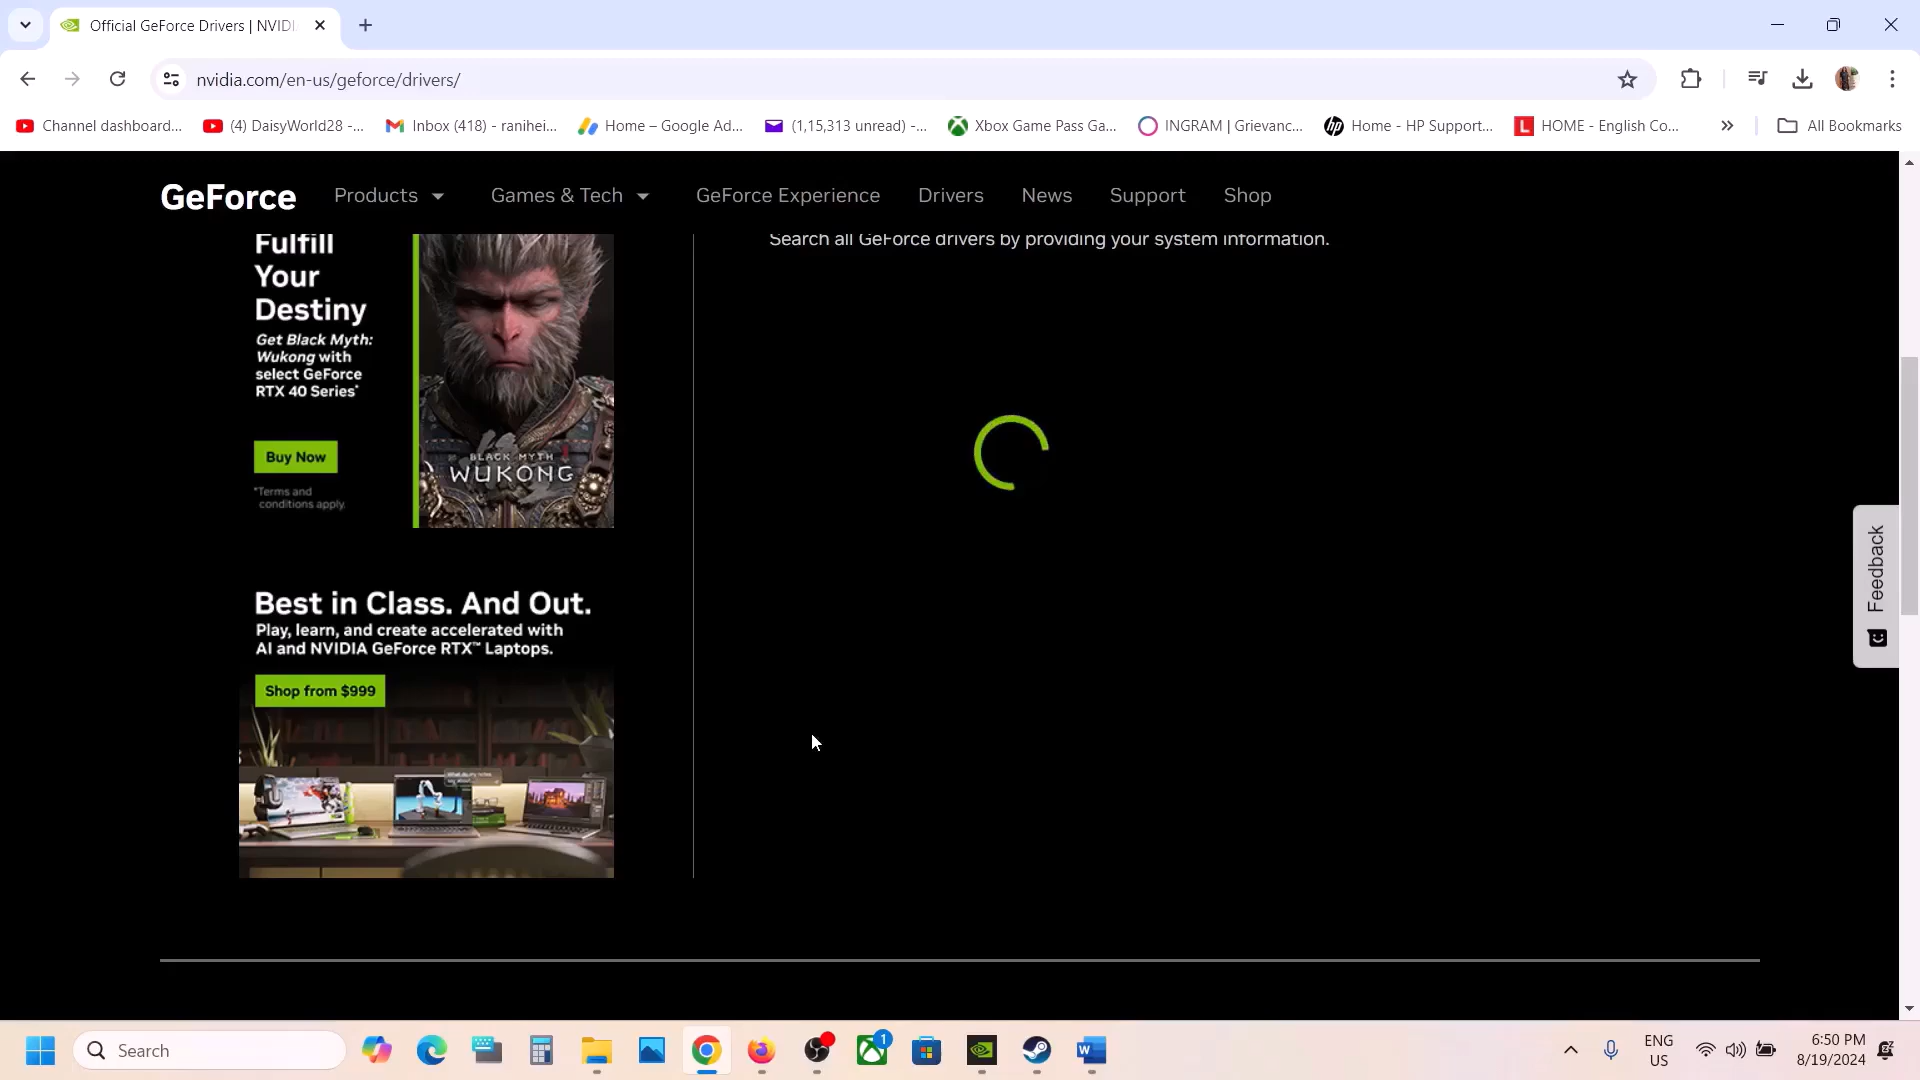 Official GeForce Drivers | NVIDI
nvidia.com/en-us/geforce/drivers/
Channel dashboard...
(4) DaisyWorld28 -...
Inbox (418) - ranihei...
Home – Google Ad...
(1,15,313 unread) -...
Xbox Game Pass Ga...
INGRAM | Grievanc...
Home - HP Support...
HOME - English Co...
All Bookmarks
GeForce
Products
Games & Tech
GeForce Experience
Drivers
News
Support
Shop
Search all GeForce drivers by providing your system information.
Fulfill
Your
Destiny
Get Black Myth:
Wukong with
select GeForce
RTX 40 Series*
Buy Now
*Terms and
conditions apply.
BLACK MYTH
WUKONG
Best in Class. And Out.
Play, learn, and create accelerated with
AI and NVIDIA GeForce RTX™ Laptops.
Shop from $999
Feedback
Search
1
ENG
US
6:50 PM
8/19/2024